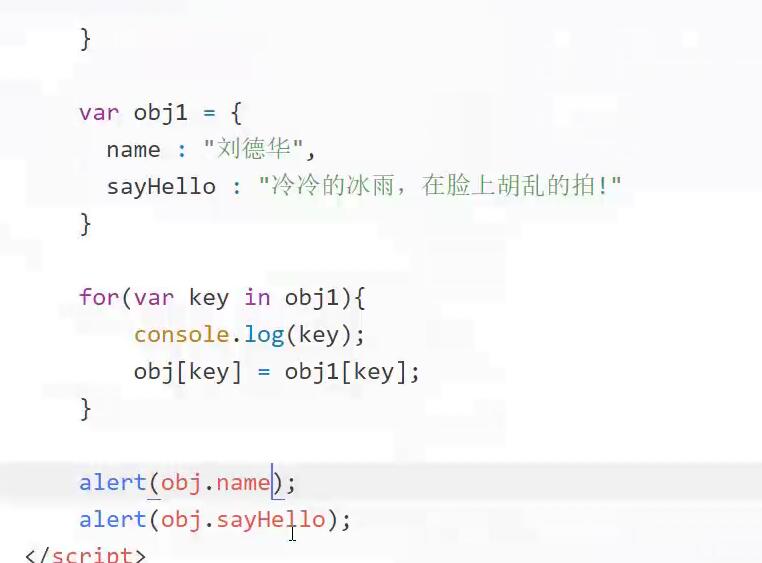 }
var obj1 = {
name : "刘德华",
sayHello : "冷冷的冰雨，在脸上胡乱的拍!"
}
for(var key in obj1){
console.log(key);
obj[key] = obj1[key];
}
alert(obj.name);
alert(obj.sayHello);
</script>